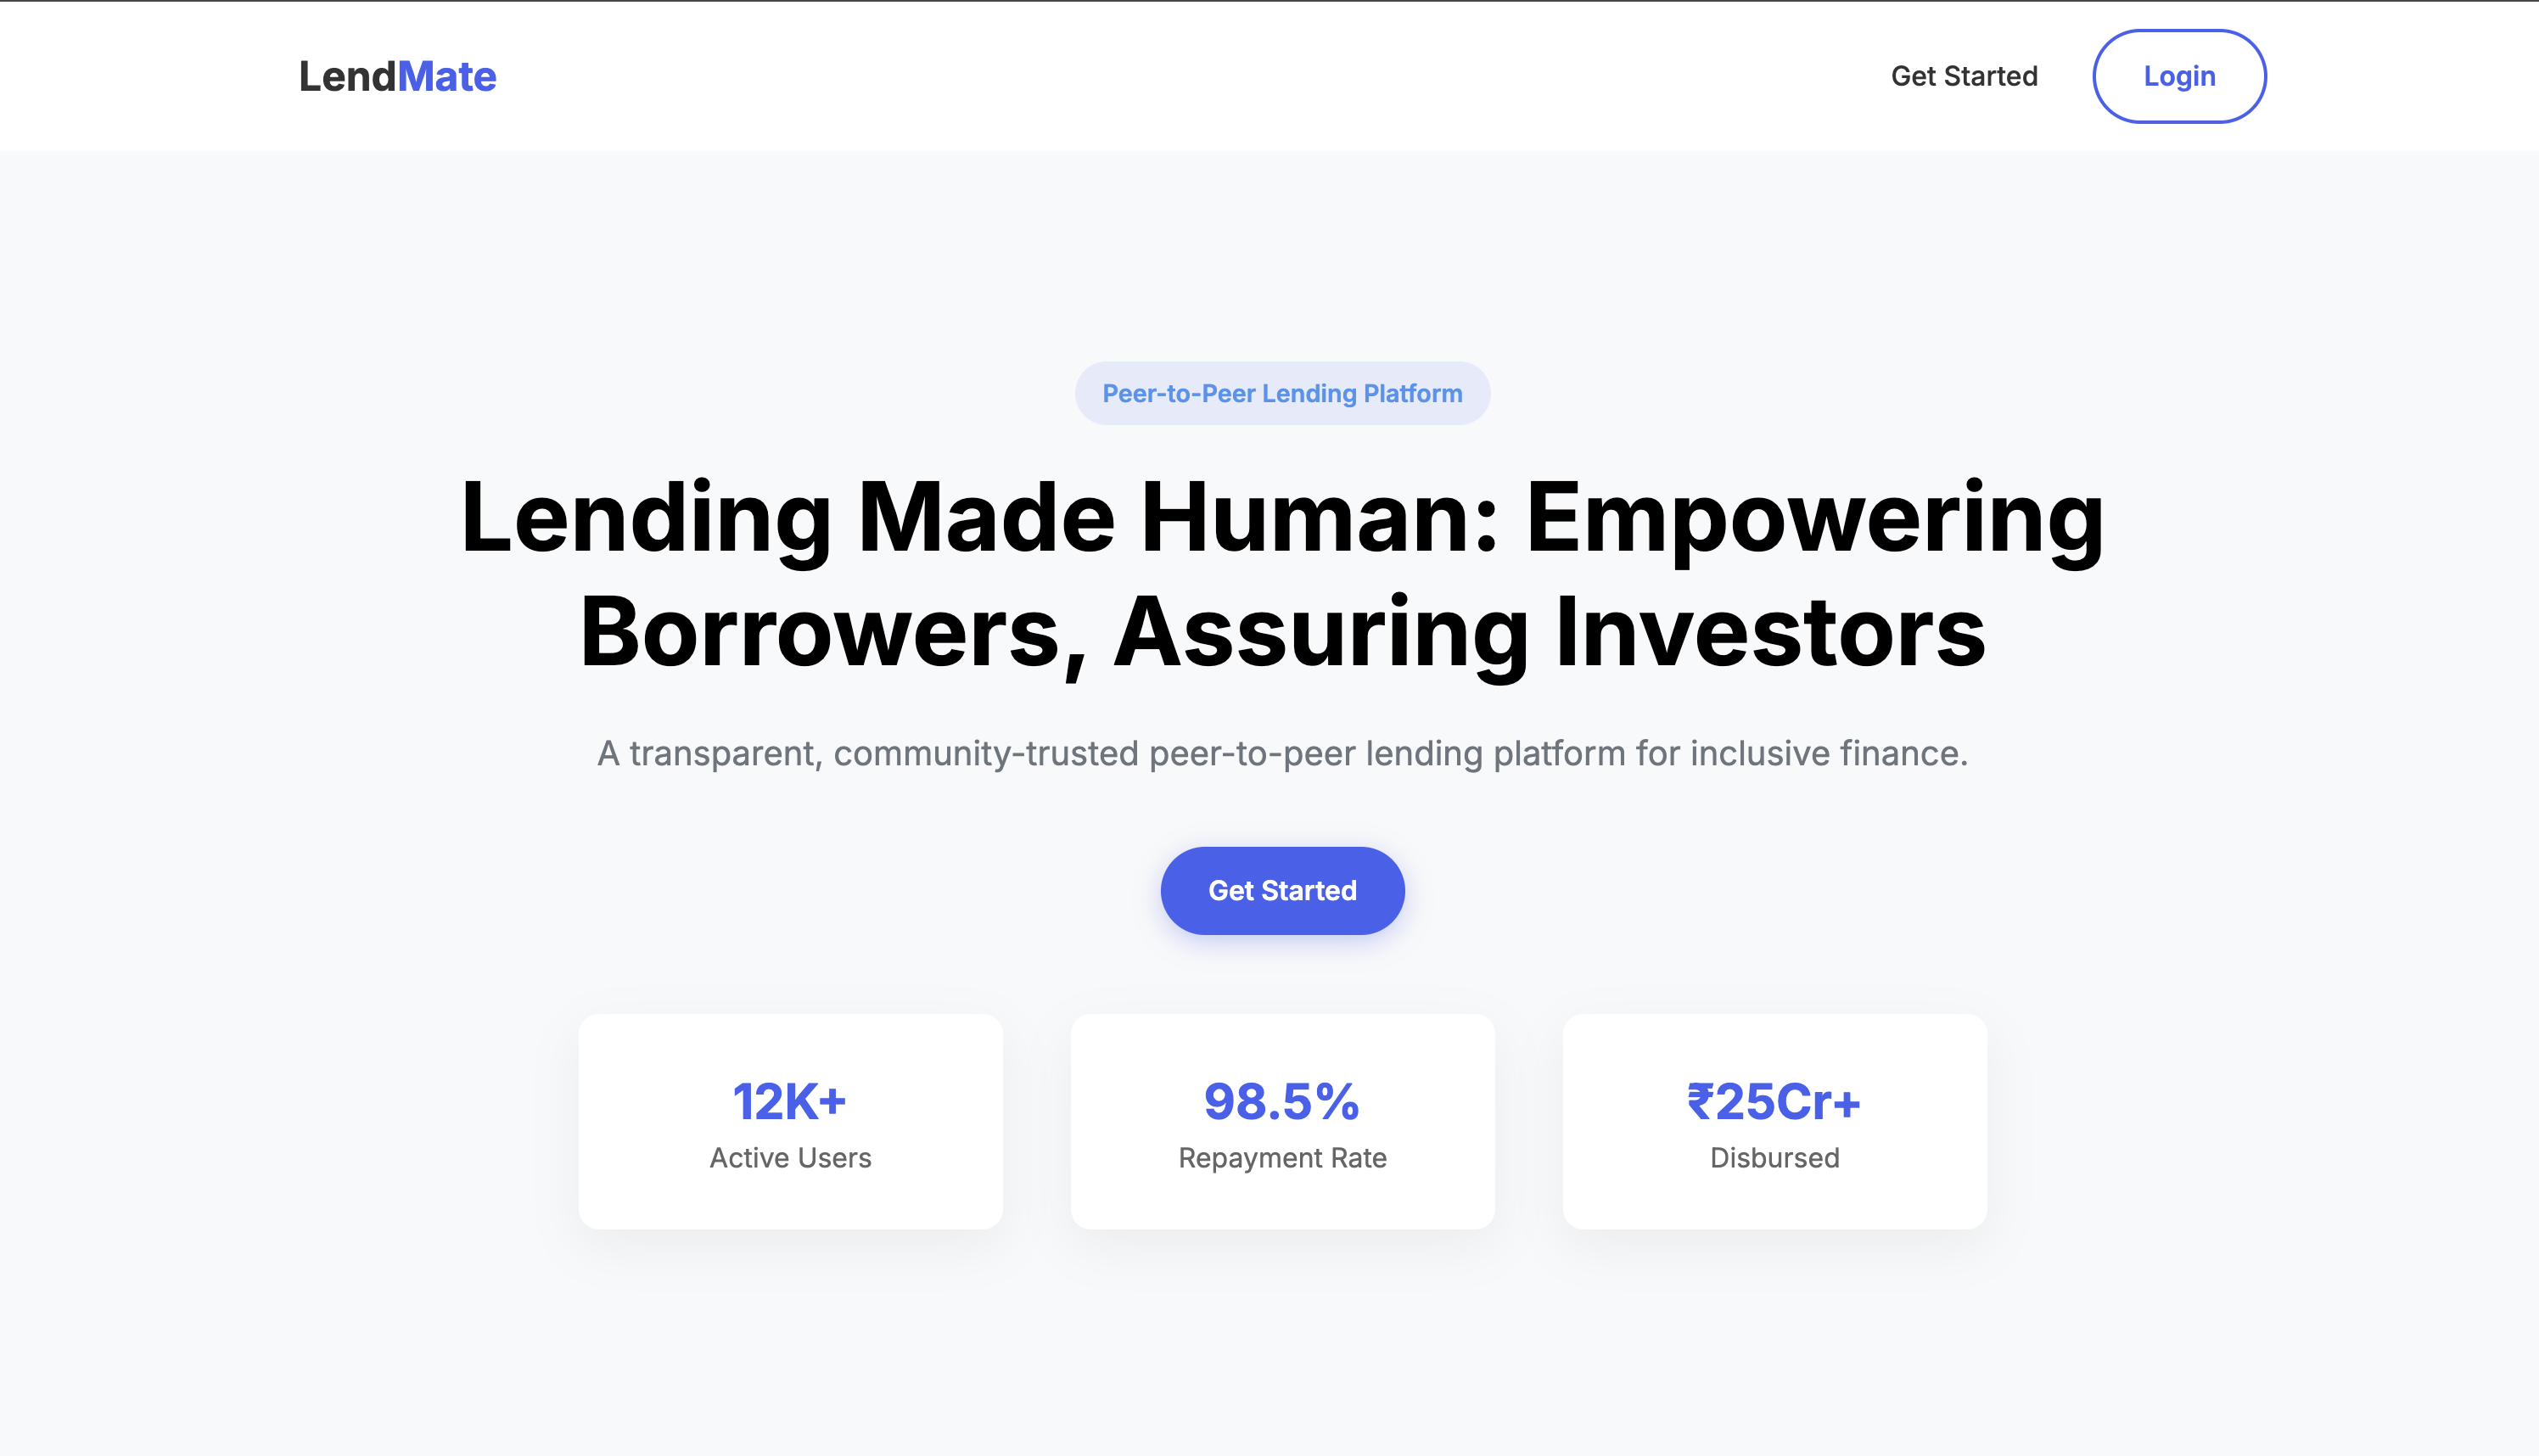 LendMate
Get Started
Login
Peer-to-Peer Lending Platform
Lending Made Human: Empowering
Borrowers, Assuring Investors
A transparent, community-trusted peer-to-peer lending platform for inclusive finance.
Get Started
12K+
Active Users
98.5%
Repayment Rate
₹25Cr+
Disbursed